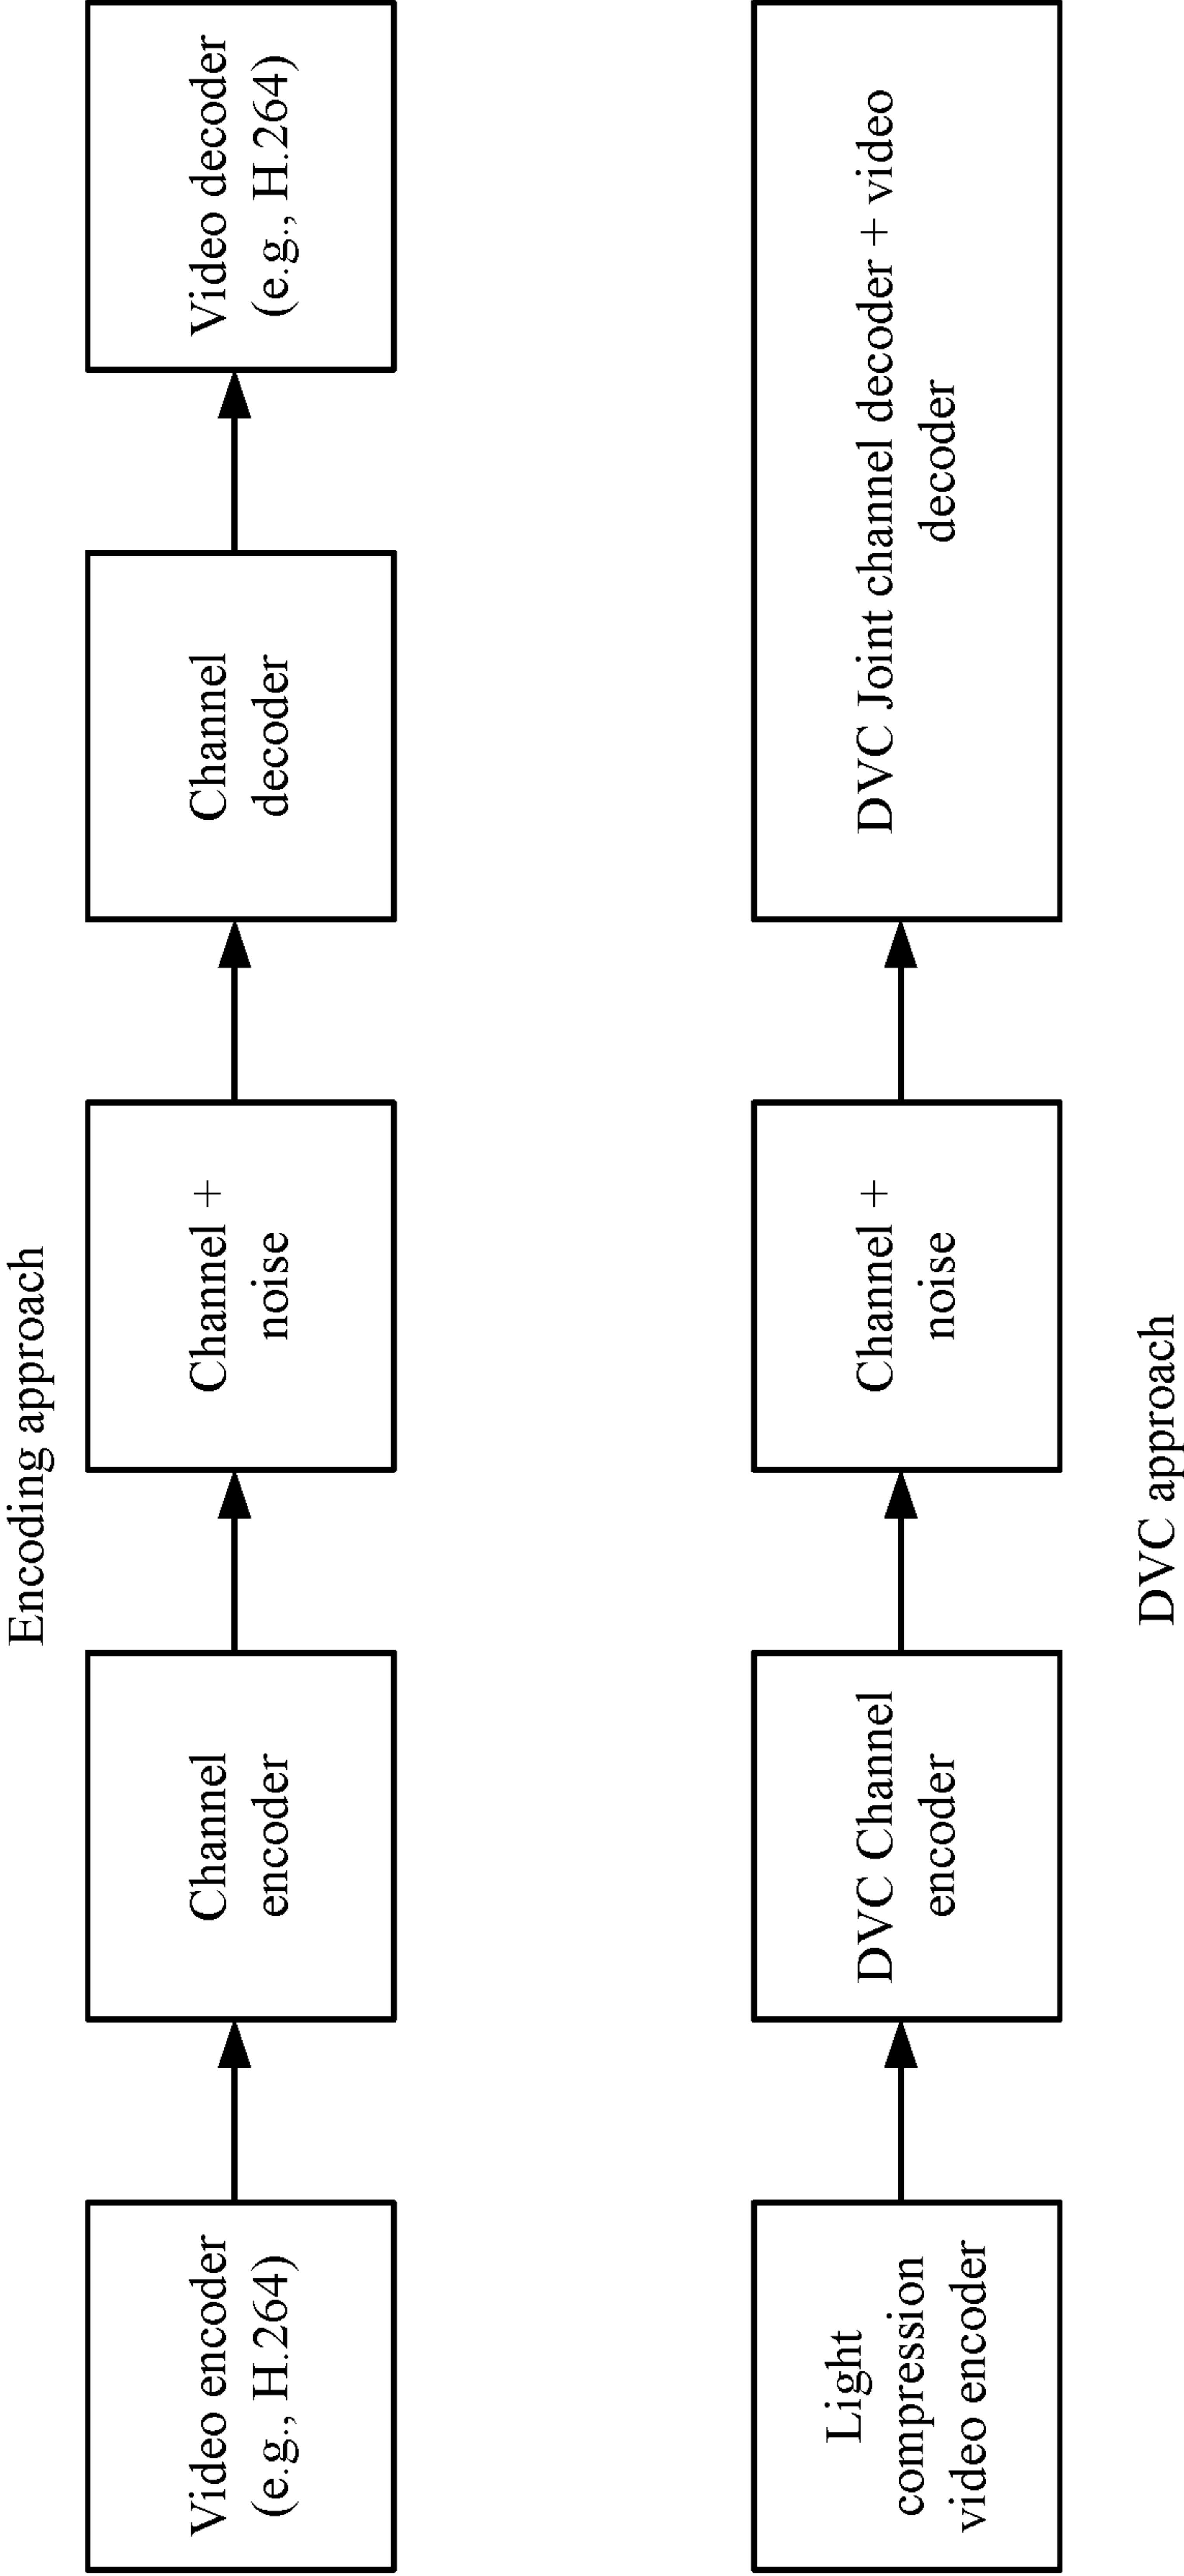 Encoding approach
Video encoder
(e.g., H.264)
Channel
encoder
Channel +
noise
Channel
decoder
Video decoder
(e.g., H.264)
Light
compression
video encoder
DVC Channel
encoder
Channel +
noise
DVC Joint channel decoder + video
decoder
DVC approach